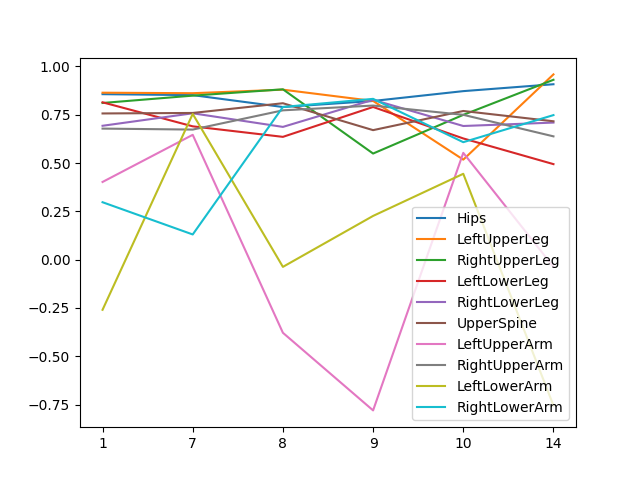 1.00
0.75
0.50
0.25
0.00
−0.25
−0.50
−0.75
1 7 8 9 10 14
Hips
LeftUpperLeg
RightUpperLeg
LeftLowerLeg
RightLowerLeg
UpperSpine
LeftUpperArm
RightUpperArm
LeftLowerArm
RightLowerArm